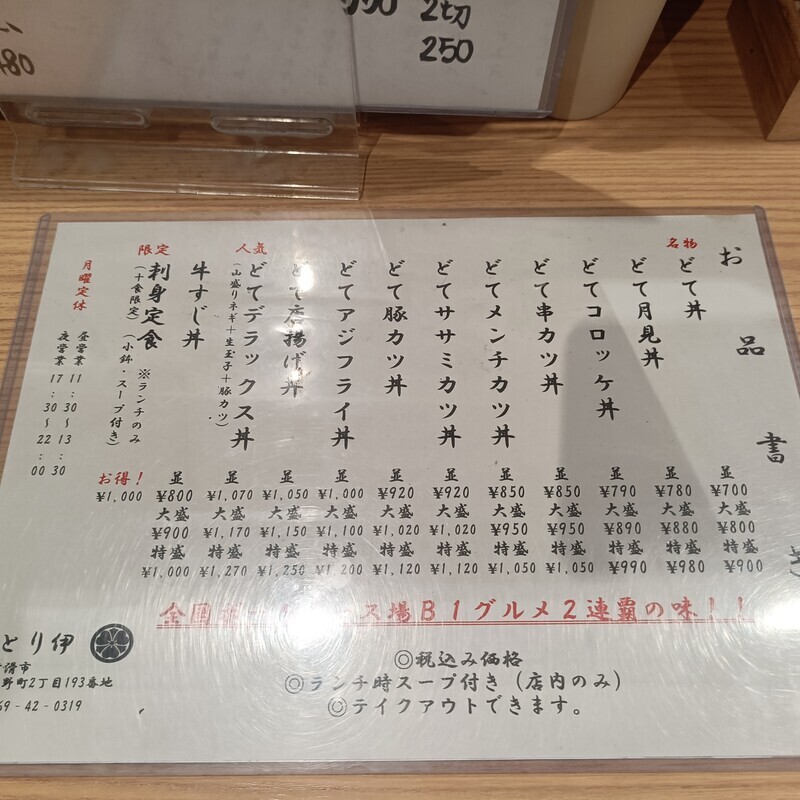 480
990
2切
250
お品書き
名物
どて丼
並
¥700
大盛
¥800
特盛
¥900
どて月見丼
並
¥780
大盛
¥880
特盛
¥980
どてコロッケ丼
並
¥790
大盛
¥890
特盛
¥990
どて串カツ丼
並
¥850
大盛
¥950
特盛
¥1,050
どてメンチカツ丼
並
¥850
大盛
¥950
特盛
¥1,050
どてササミカツ丼
並
¥920
大盛
¥1,020
特盛
¥1,120
どて豚カツ丼
並
¥920
大盛
¥1,020
特盛
¥1,120
どてアジフライ丼
並
¥1,000
大盛
¥1,100
特盛
¥1,200
どて唐揚げ丼
並
¥1,050
大盛
¥1,150
特盛
¥1,250
人気
どてデラックス丼
(山盛りネギ+生玉子+豚カツ)
並
¥1,070
大盛
¥1,170
特盛
¥1,270
牛すじ丼
並
¥800
大盛
¥900
特盛
¥1,000
限定
刺身定食
(十食限定)
※ランチのみ
(小鉢・スープ付き)
お得!
¥1,000
月曜定休
昼営業 11:30～13:30
夜営業 17:30～22:00
全国 ス場B1グルメ2連覇の味!!
◎税込み価格
◎ランチ時スープ付き(店内のみ)
◎テイクアウトできます。
とり伊
滑市
野町2丁目193番地
69-42-0319